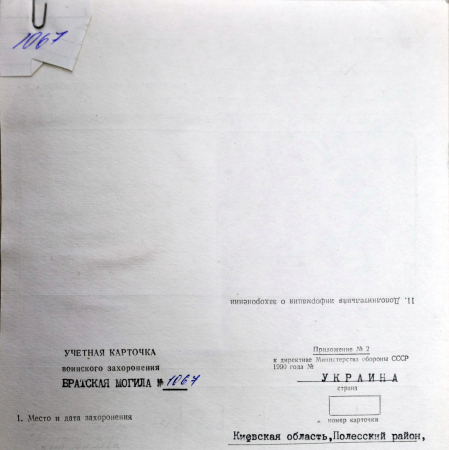 1067
11. Дополнительная информация о захоронении
УЧЕТНАЯ КАРТОЧКА
воинского захоронения
БРАТСКАЯ МОГИЛА № 1067
Приложение № 2
к директиве Министерства обороны СССР
1990 года №
УКРАИНА
страна
номер карточки
1. Место и дата захоронения
Киевская область,Полесский район,